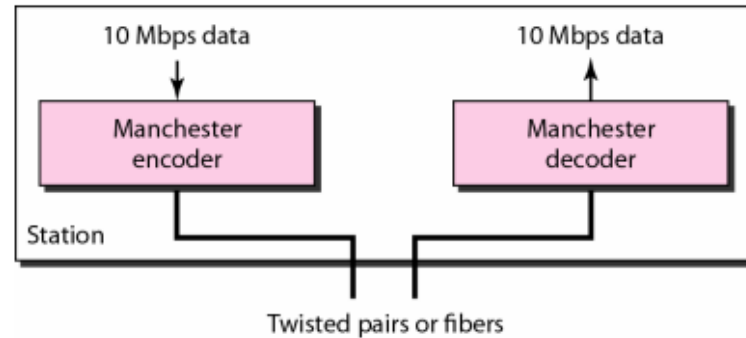 10 Mbps data
10 Mbps data
Manchester
encoder
Manchester
decoder
Station
Twisted pairs or fibers